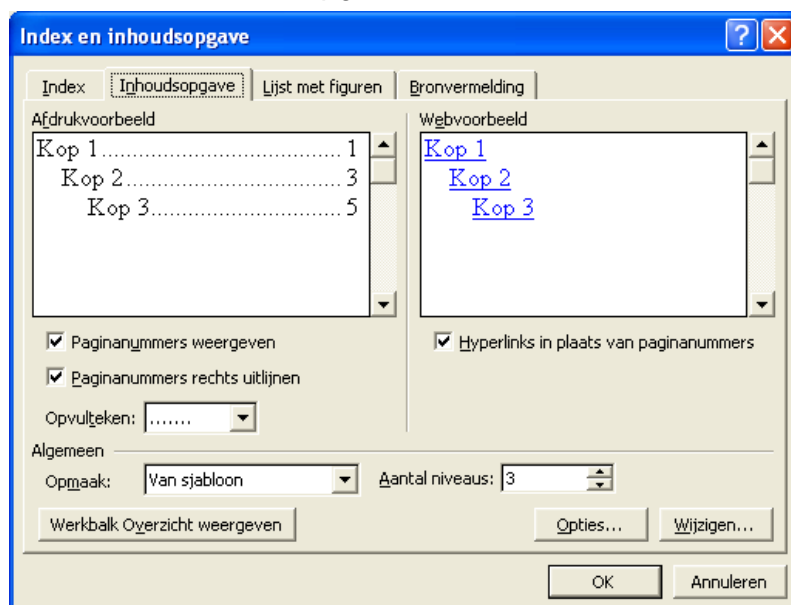 Index en inhoudsopgave
Index Inhoudsopgave Lijst met figuren Bronvermelding
Afdrukvoorbeeld
Kop 1.................................... 1
Kop 2................................. 3
Kop 3.............................. 5
Webvoorbeeld
Kop 1
Kop 2
Kop 3
Paginanummers weergeven
Paginanummers rechts uitlijnen
Opvulteken: .......
Hyperlinks in plaats van paginanummers
Algemeen
Opmaak: Van sjabloon Aantal niveaus: 3
Werkbalk Overzicht weergeven Opties... Wijzigen...
OK Annuleren